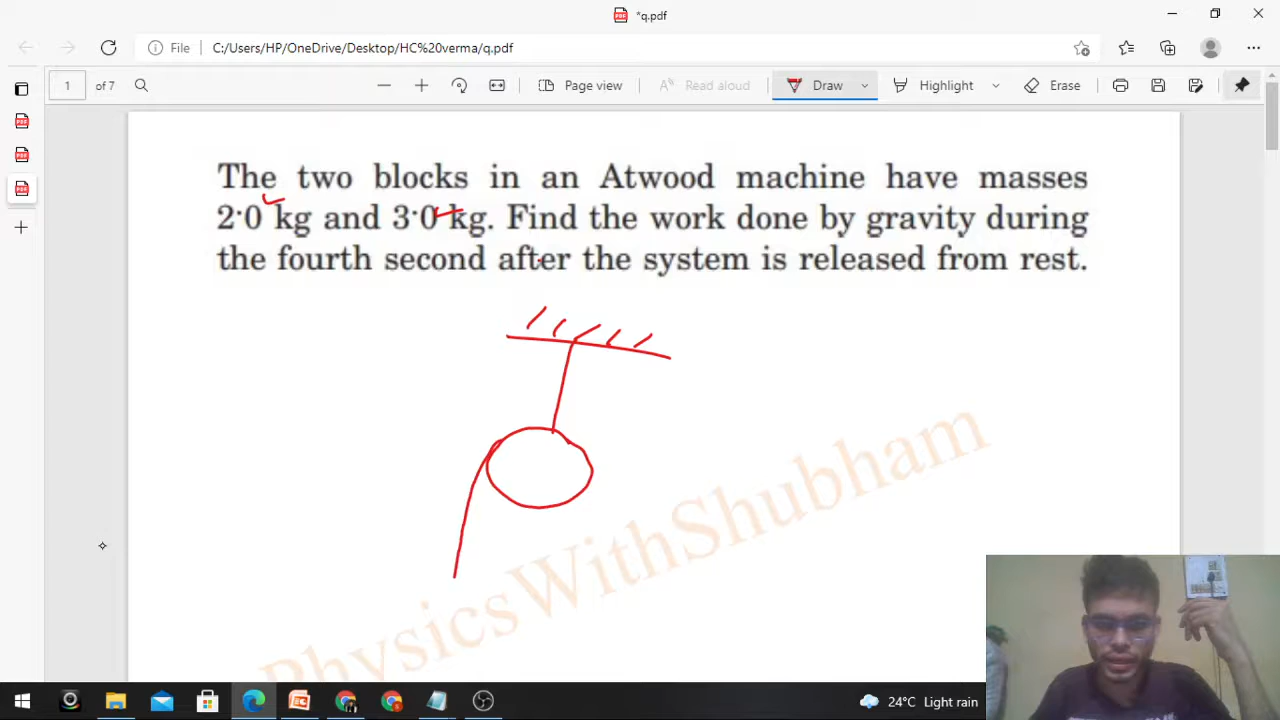 *q.pdf
File C:/Users/HP/OneDrive/Desktop/HC%20verma/q.pdf
1 of 7 Page view Read aloud Draw Highlight Erase
The two blocks in an Atwood machine have masses
2·0 kg and 3·0 kg. Find the work done by gravity during
the fourth second after the system is released from rest.
PhysicsWithShubham
24°C Light rain